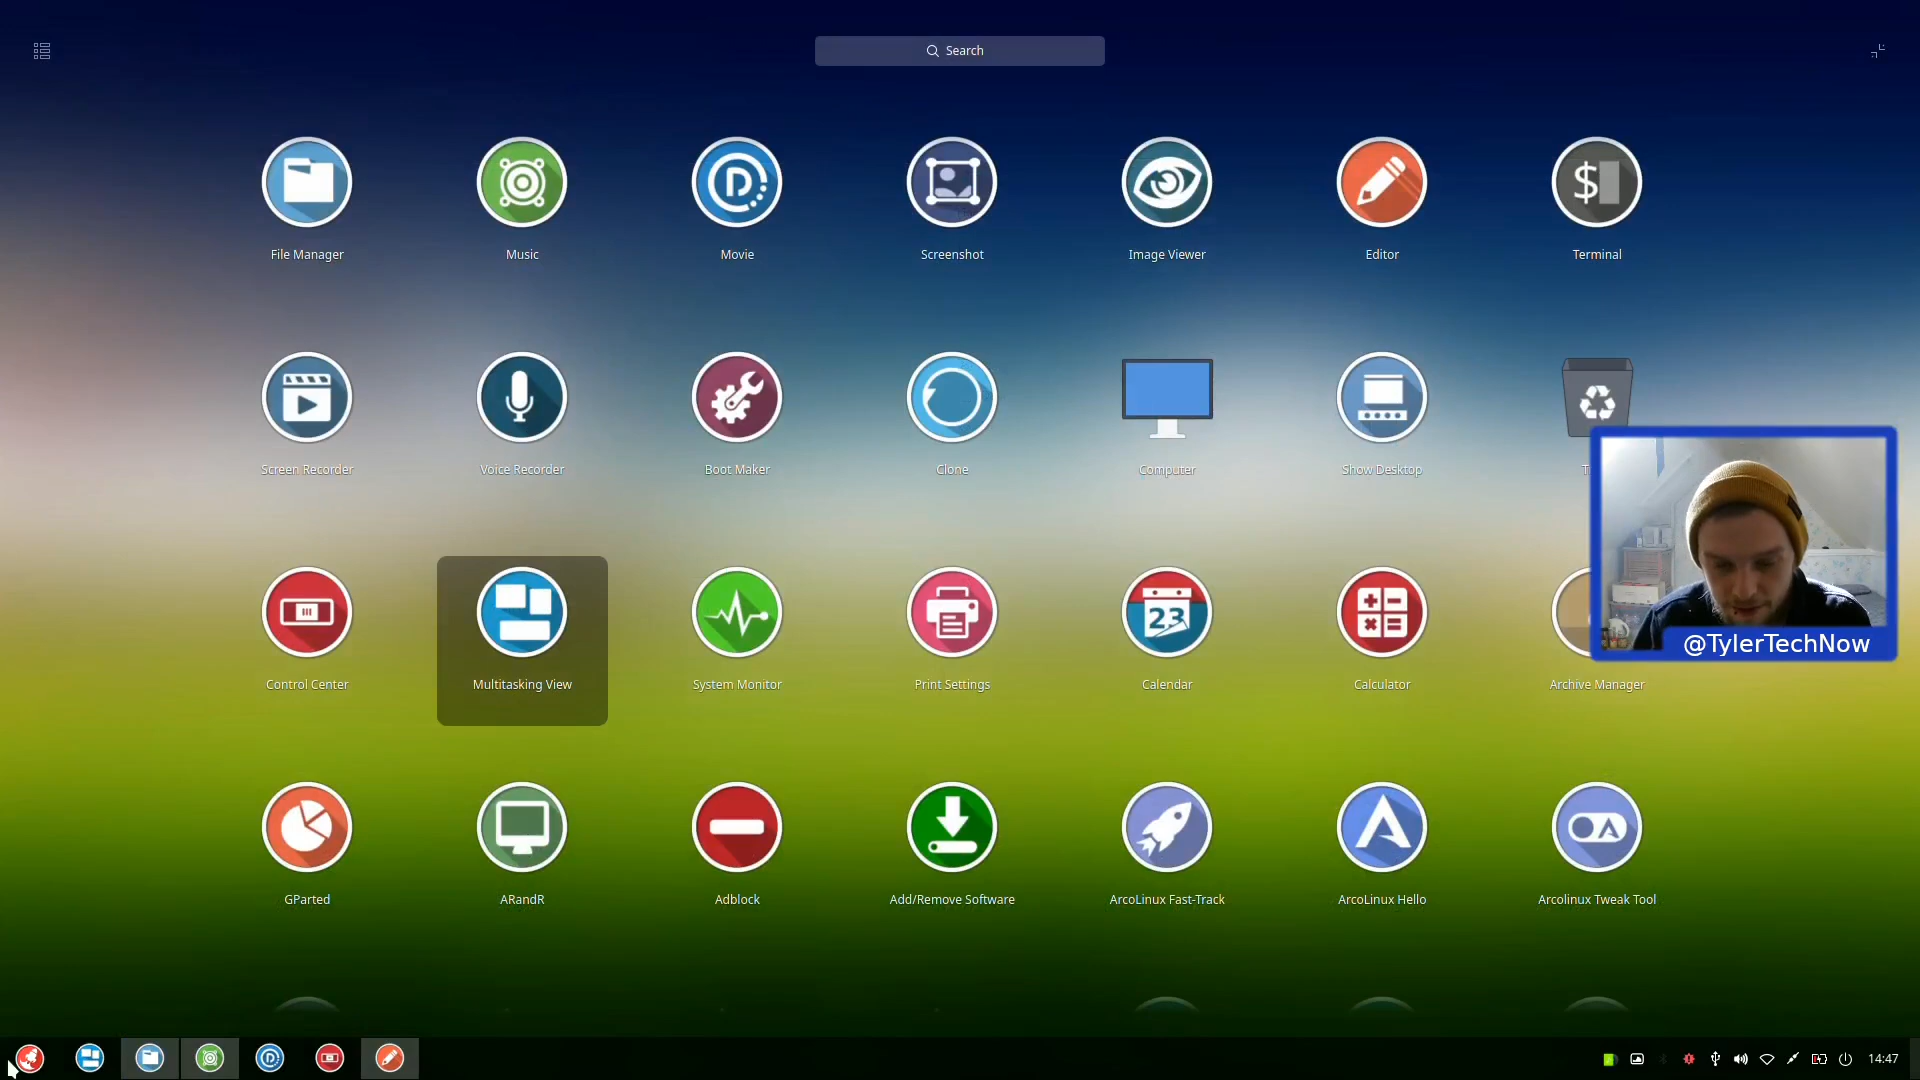 Search
File Manager
Music
Movie
Screenshot
Image Viewer
Editor
Terminal
Screen Recorder
Voice Recorder
Boot Maker
Clone
Computer
Show Desktop
Control Center
Multitasking View
System Monitor
Print Settings
23
Calendar
Calculator
Archive Manager
@TylerTechNow
GParted
ARandR
Adblock
Add/Remove Software
ArcoLinux Fast-Track
ArcoLinux Hello
Arcolinux Tweak Tool
14:47